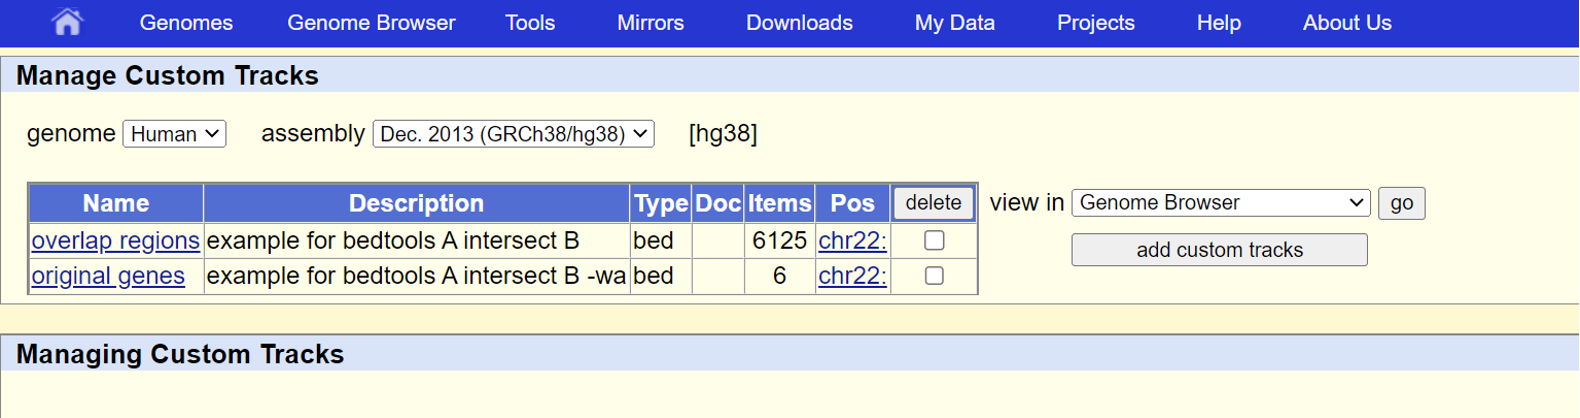 Genomes Genome Browser Tools Mirrors Downloads My Data Projects Help About Us
Manage Custom Tracks
genome Human assembly Dec. 2013 (GRCh38/hg38) [hg38]
Name Description Type Doc Items Pos delete view in Genome Browser go
overlap regions example for bedtools A intersect B bed 6125 chr22:
add custom tracks
original genes example for bedtools A intersect B -wa bed 6 chr22:
Managing Custom Tracks